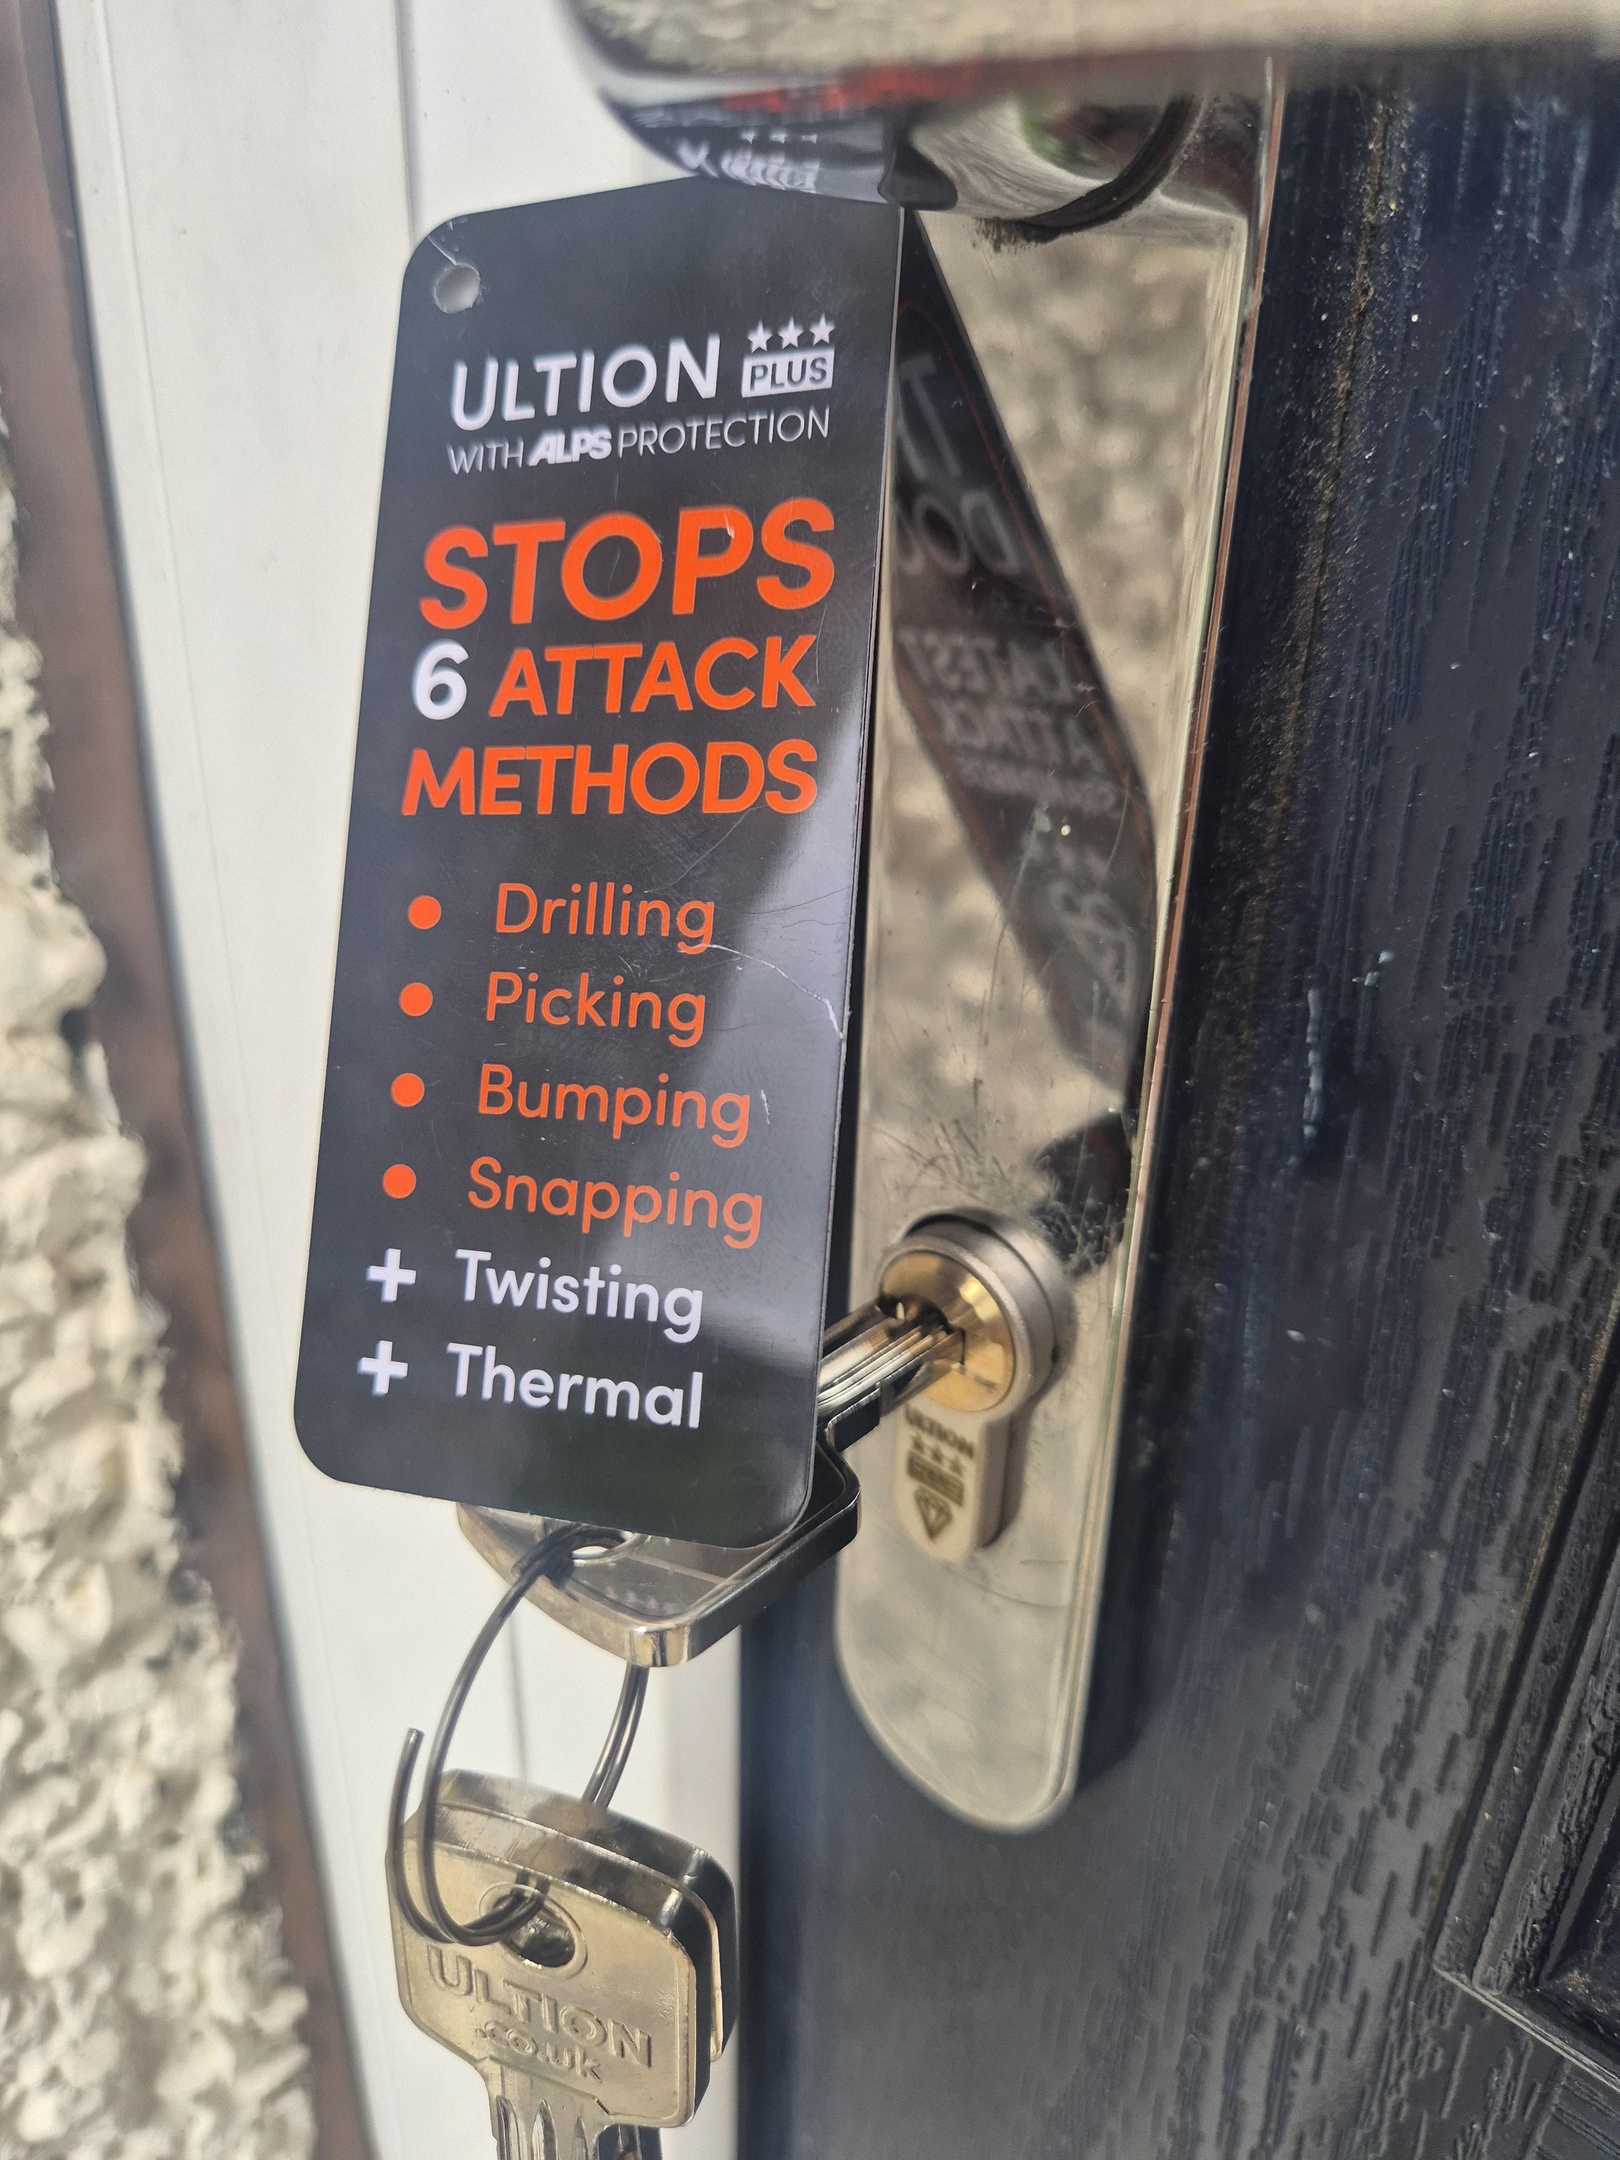 ULTION PLUS
WITH ALPS PROTECTION
STOPS
6 ATTACK
METHODS
• Drilling
• Picking
• Bumping
• Snapping
+ Twisting
+ Thermal
ULTION
ULTION
.co.uk